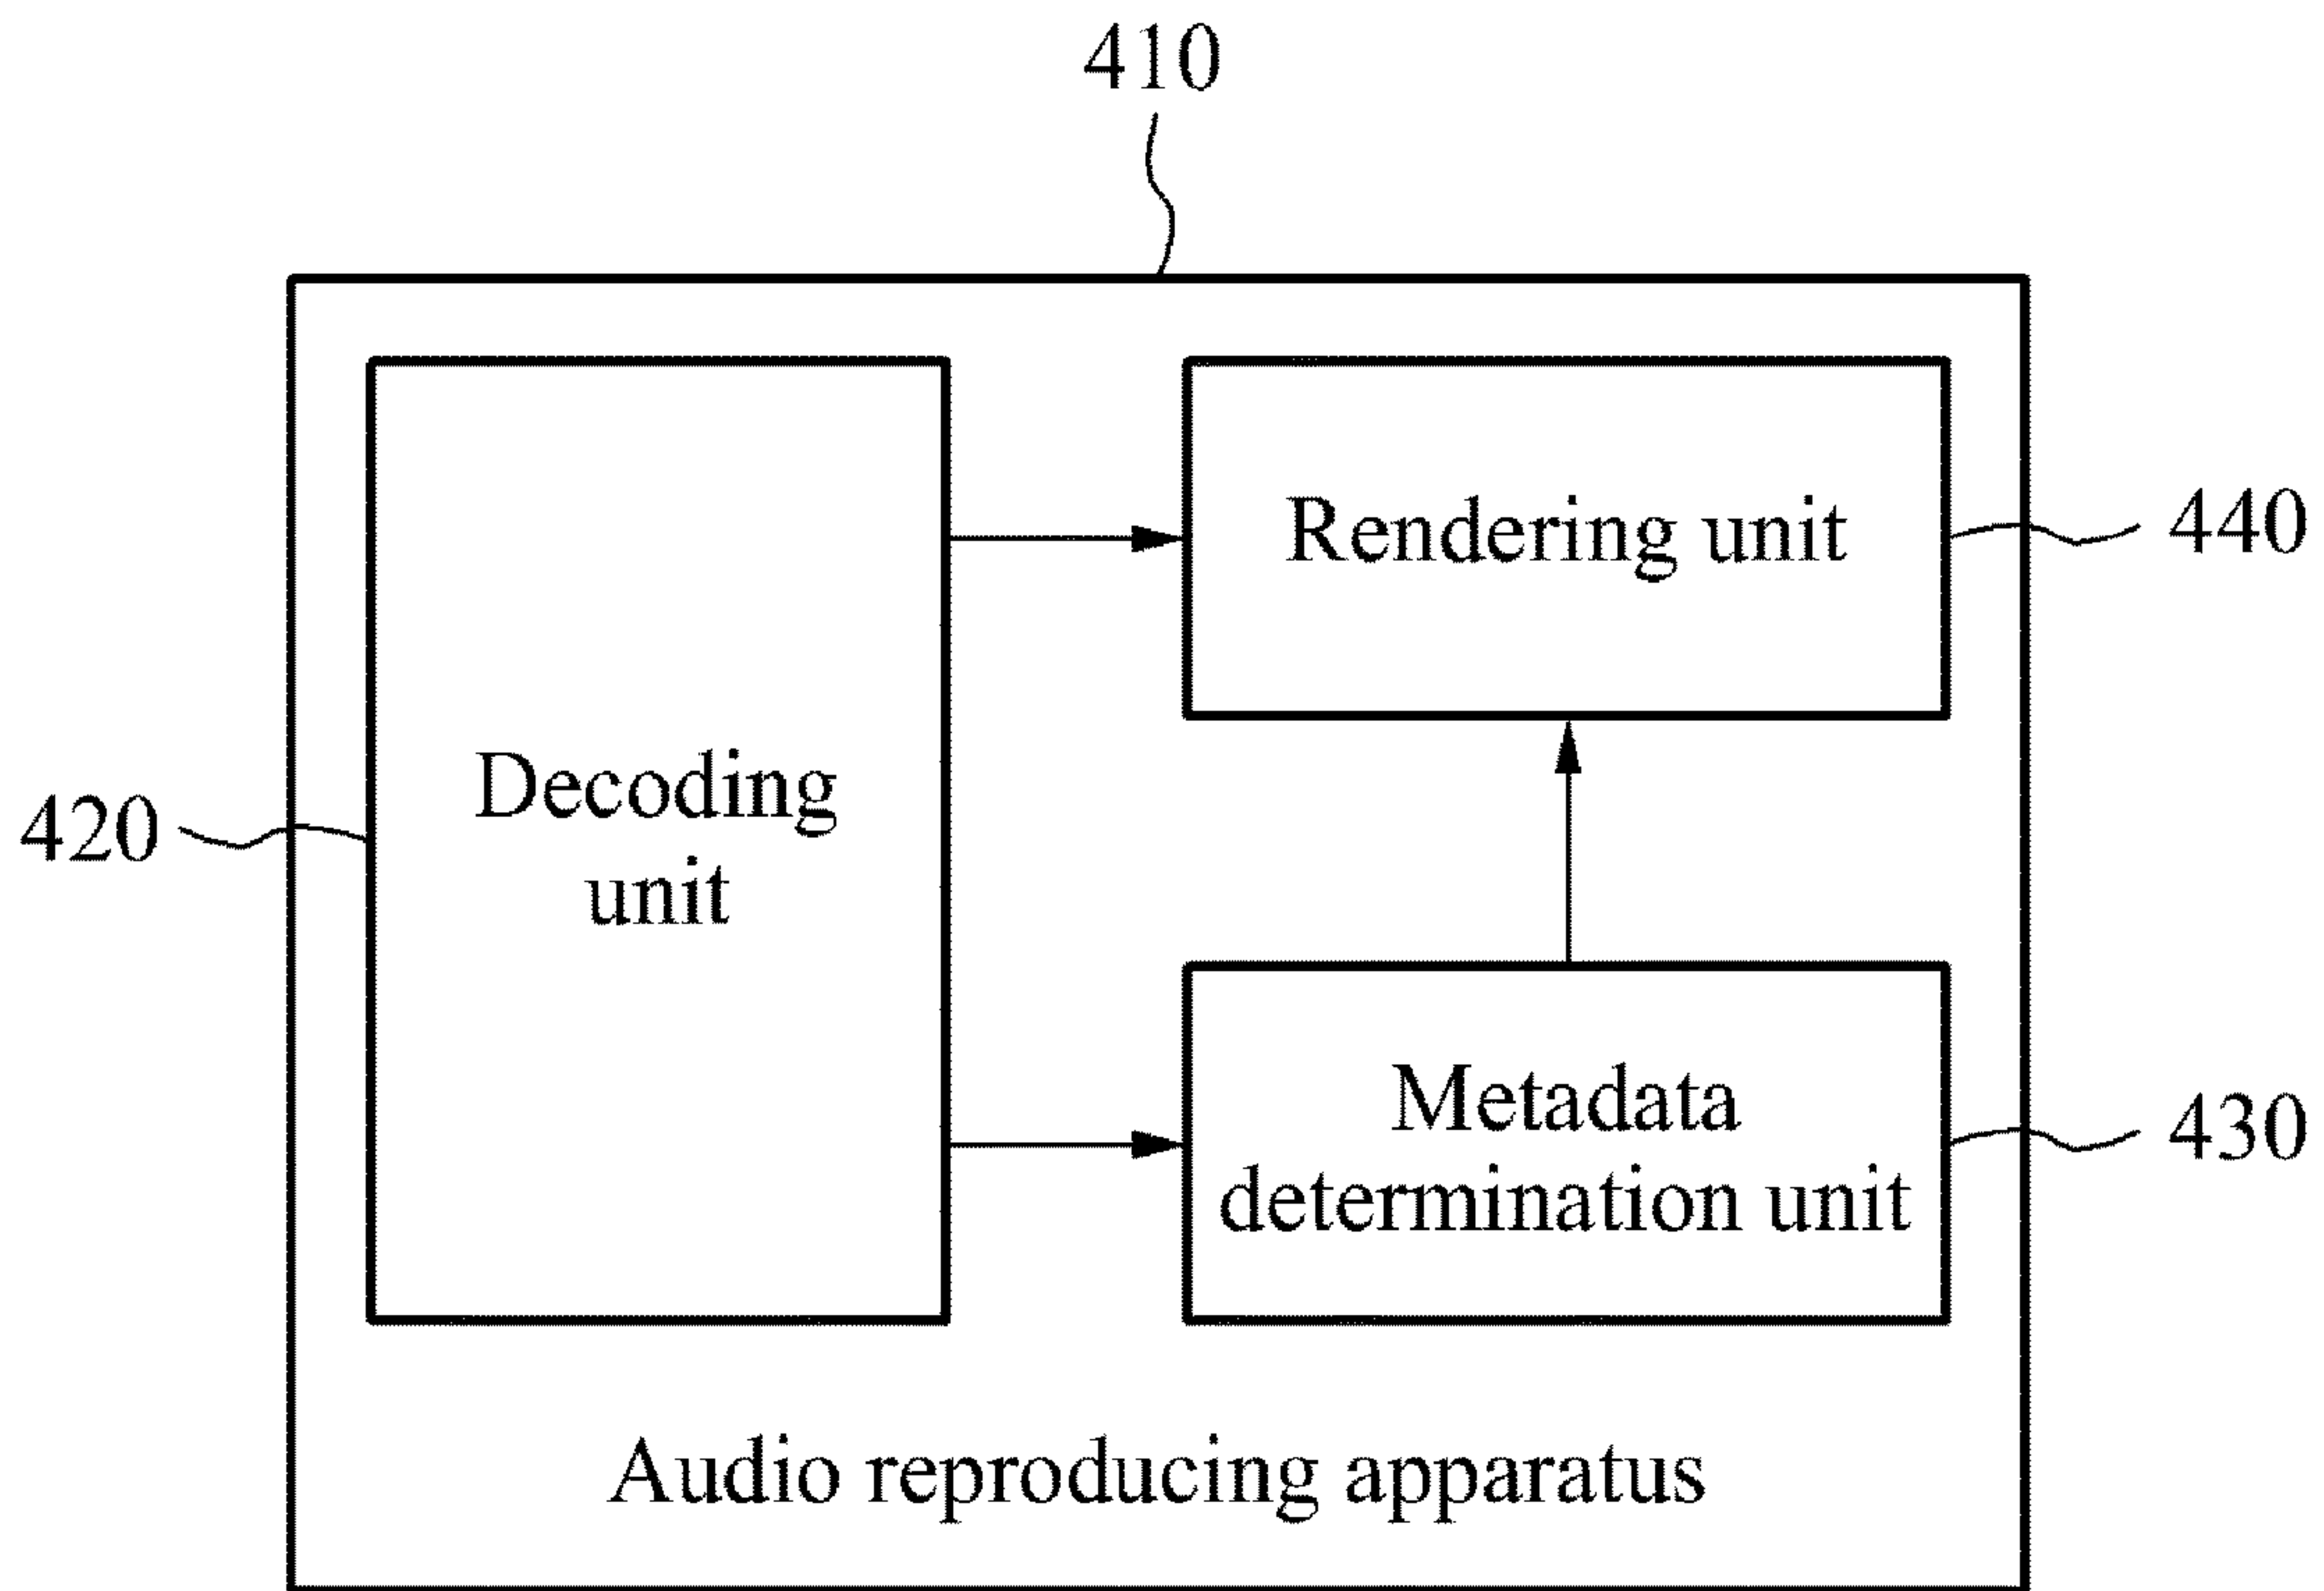 410
Rendering unit
440
Decoding
unit
420
Metadata
determination unit
430
Audio reproducing apparatus